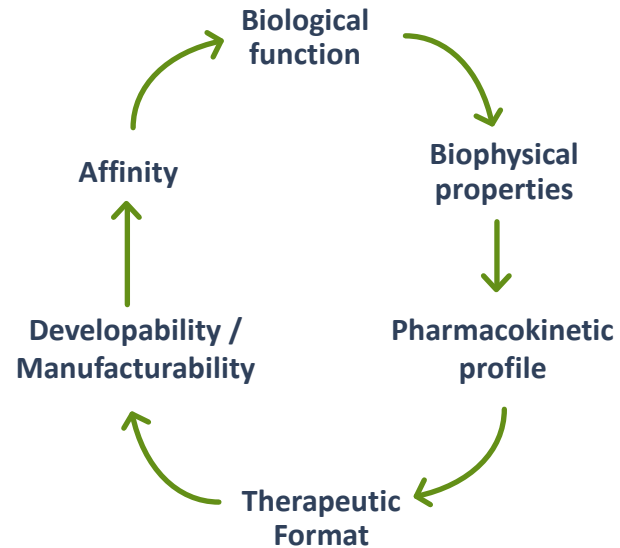 Biological
function
Biophysical
properties
Pharmacokinetic
profile
Therapeutic
Format
Developability /
Manufacturability
Affinity